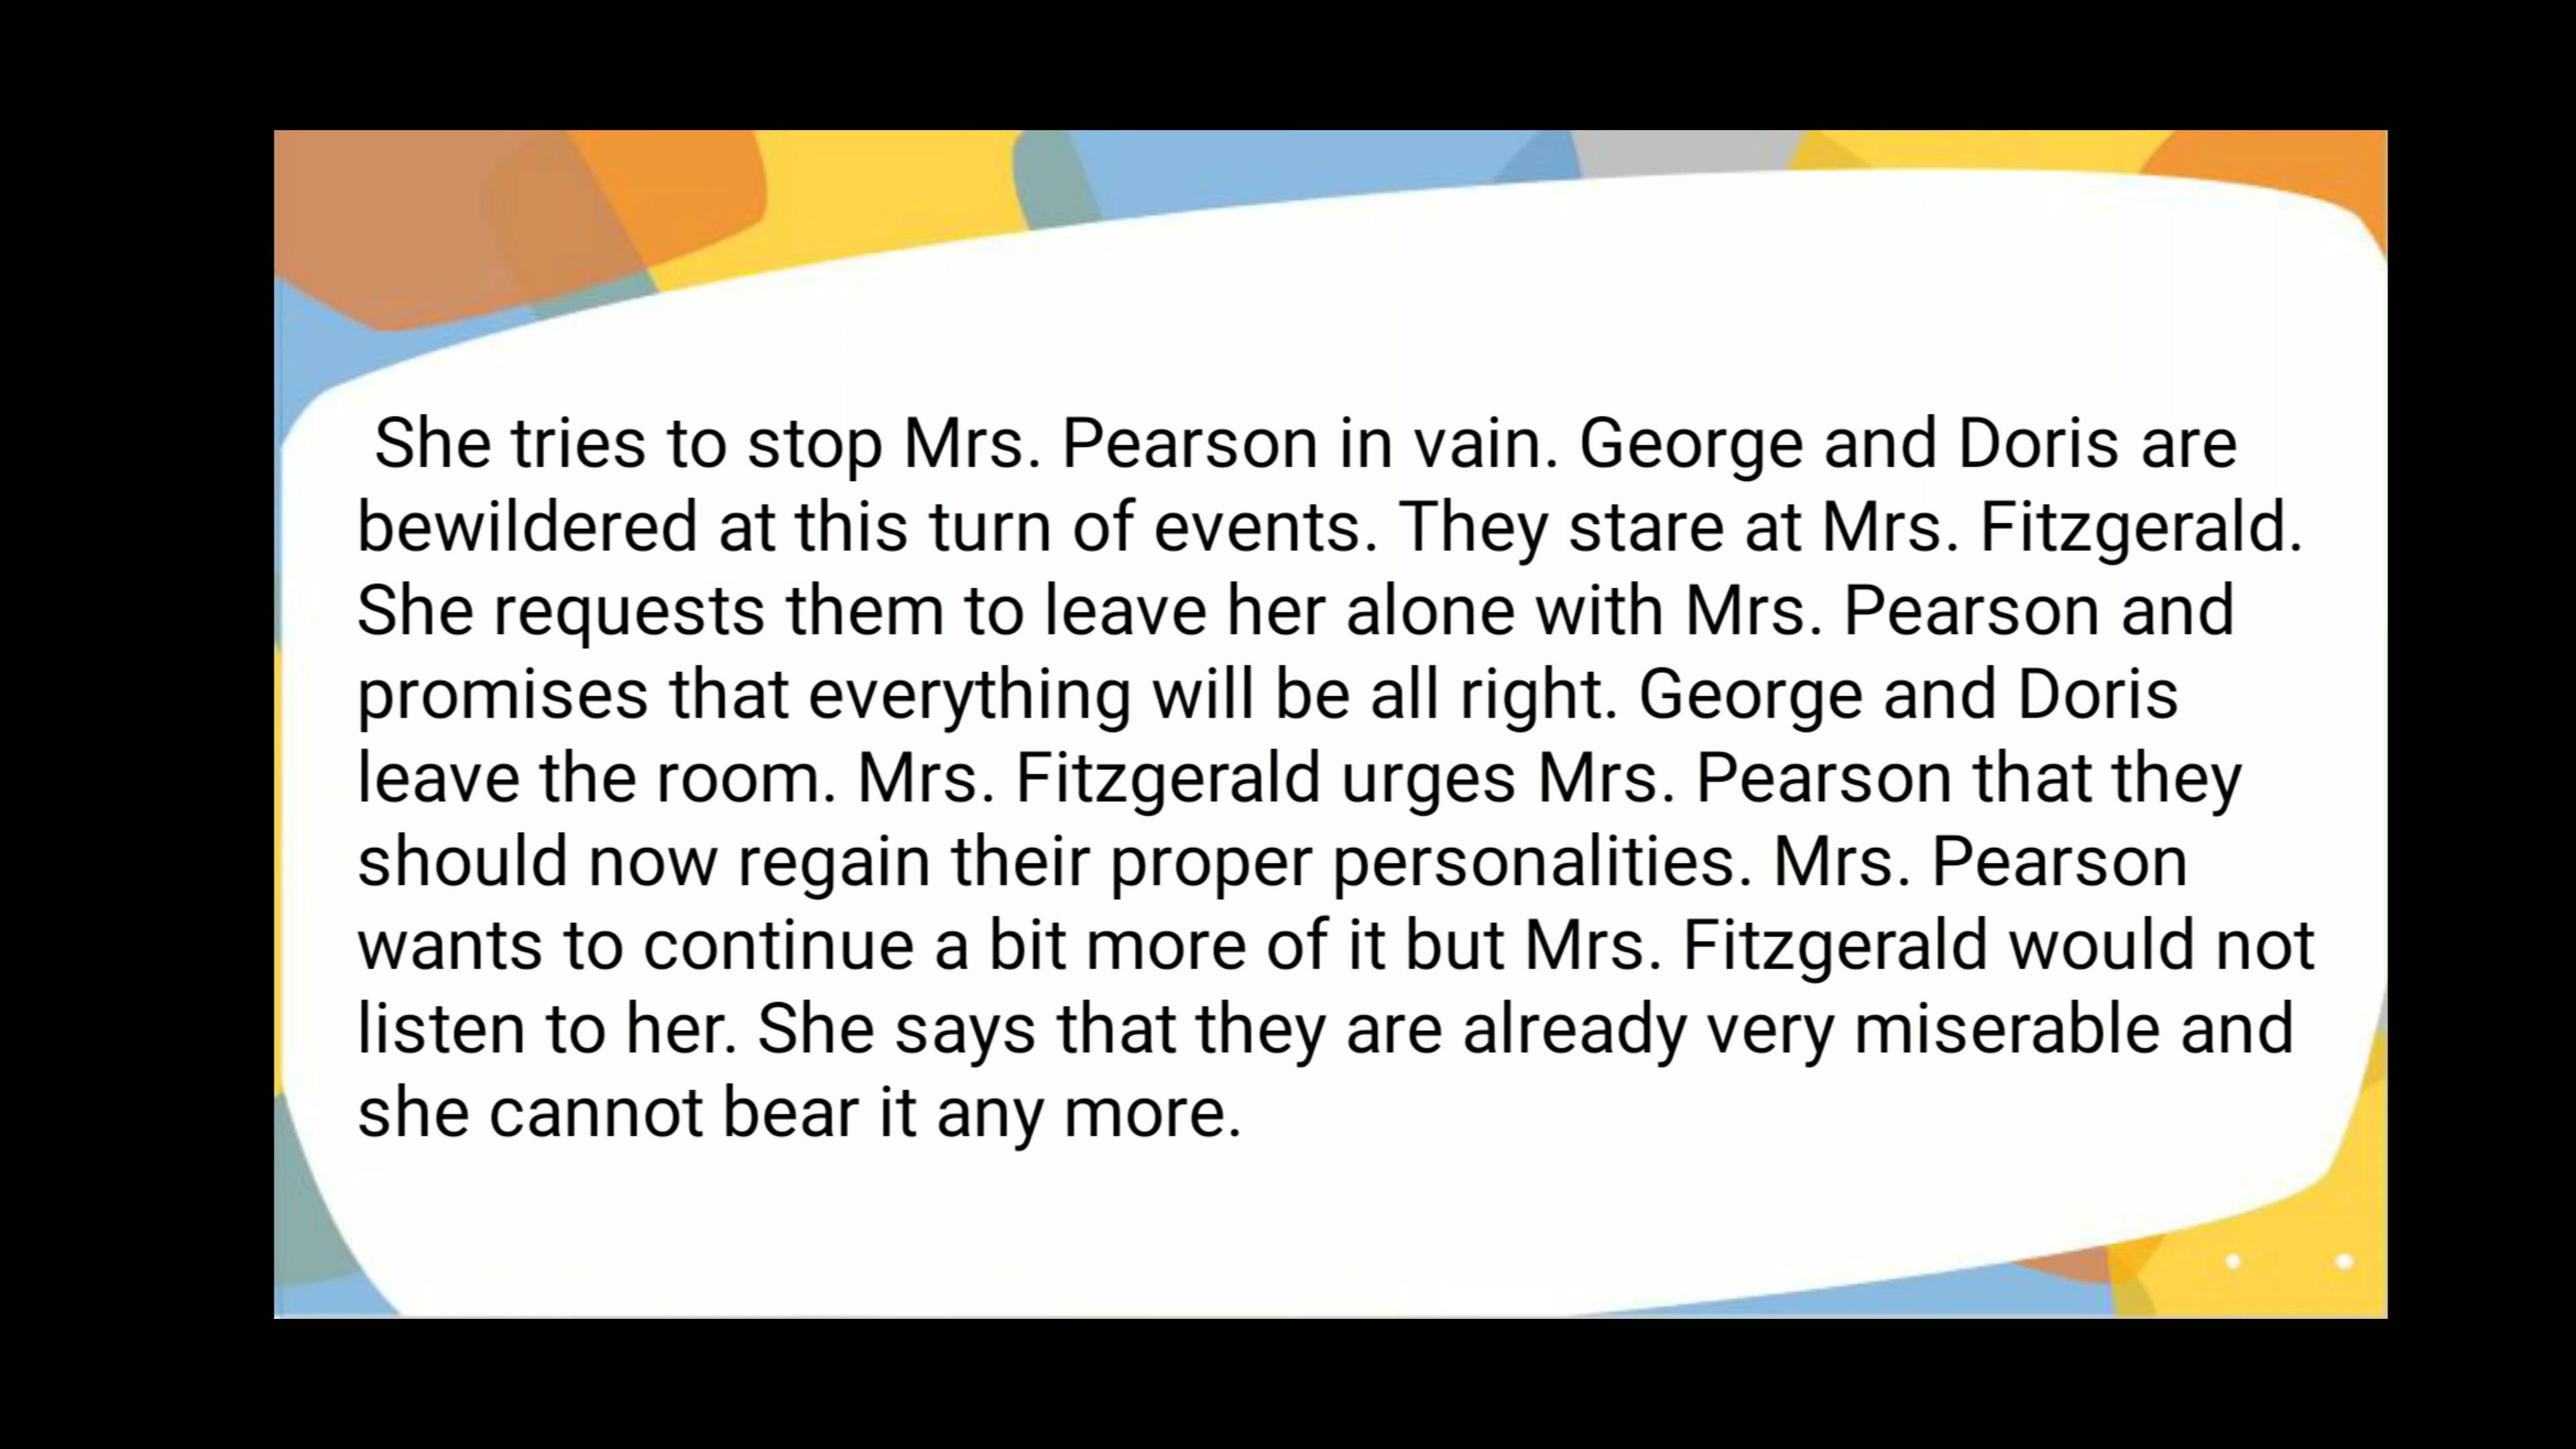 She tries to stop Mrs. Pearson in vain. George and Doris are
bewildered at this turn of events. They stare at Mrs. Fitzgerald.
She requests them to leave her alone with Mrs. Pearson and
promises that everything will be all right. George and Doris
leave the room. Mrs. Fitzgerald urges Mrs. Pearson that they
should now regain their proper personalities. Mrs. Pearson
wants to continue a bit more of it but Mrs. Fitzgerald would not
listen to her. She says that they are already very miserable and
she cannot bear it any more.